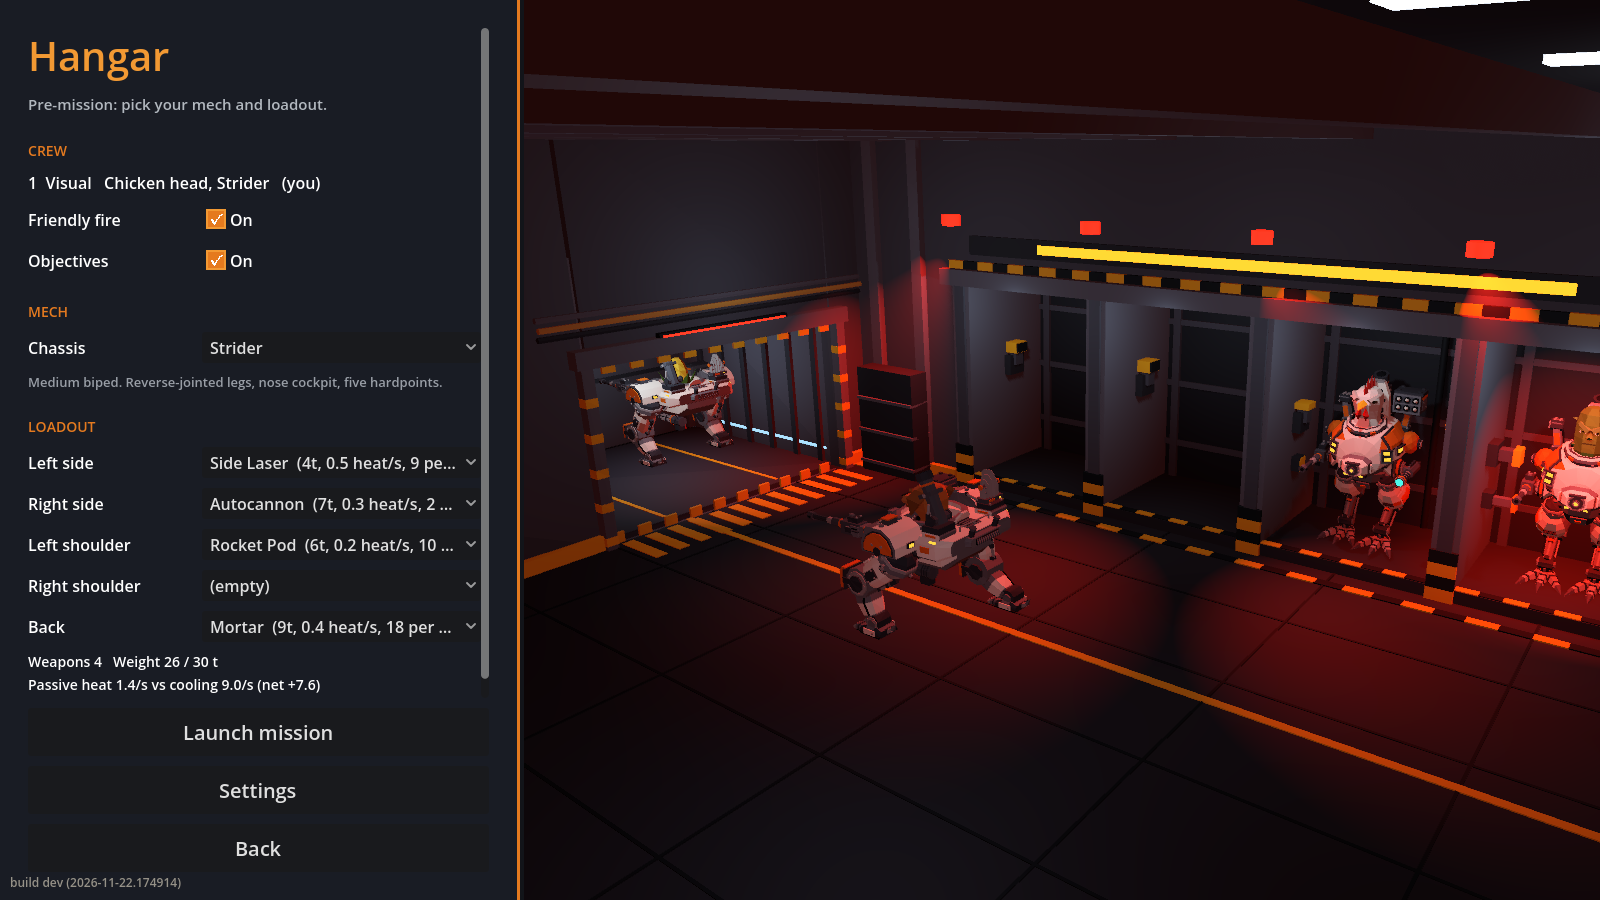 Hangar
Pre-mission: pick your mech and loadout.
CREW
1 Visual Chicken head, Strider (you)
Friendly fire On
Objectives On
MECH
Chassis Strider
Medium biped. Reverse-jointed legs, nose cockpit, five hardpoints.
LOADOUT
Left side Side Laser (4t, 0.5 heat/s, 9 pe...
Right side Autocannon (7t, 0.3 heat/s, 2 ...
Left shoulder Rocket Pod (6t, 0.2 heat/s, 10 ...
Right shoulder (empty)
Back Mortar (9t, 0.4 heat/s, 18 per ...
Weapons 4 Weight 26 / 30 t
Passive heat 1.4/s vs cooling 9.0/s (net +7.6)
Launch mission
Settings
Back
build dev (2026-11-22.174914)